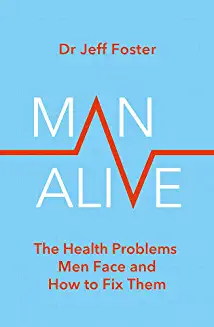 Dr Jeff Foster
MAN
ALIVE
The Health Problems
Men Face and
How to Fix Them